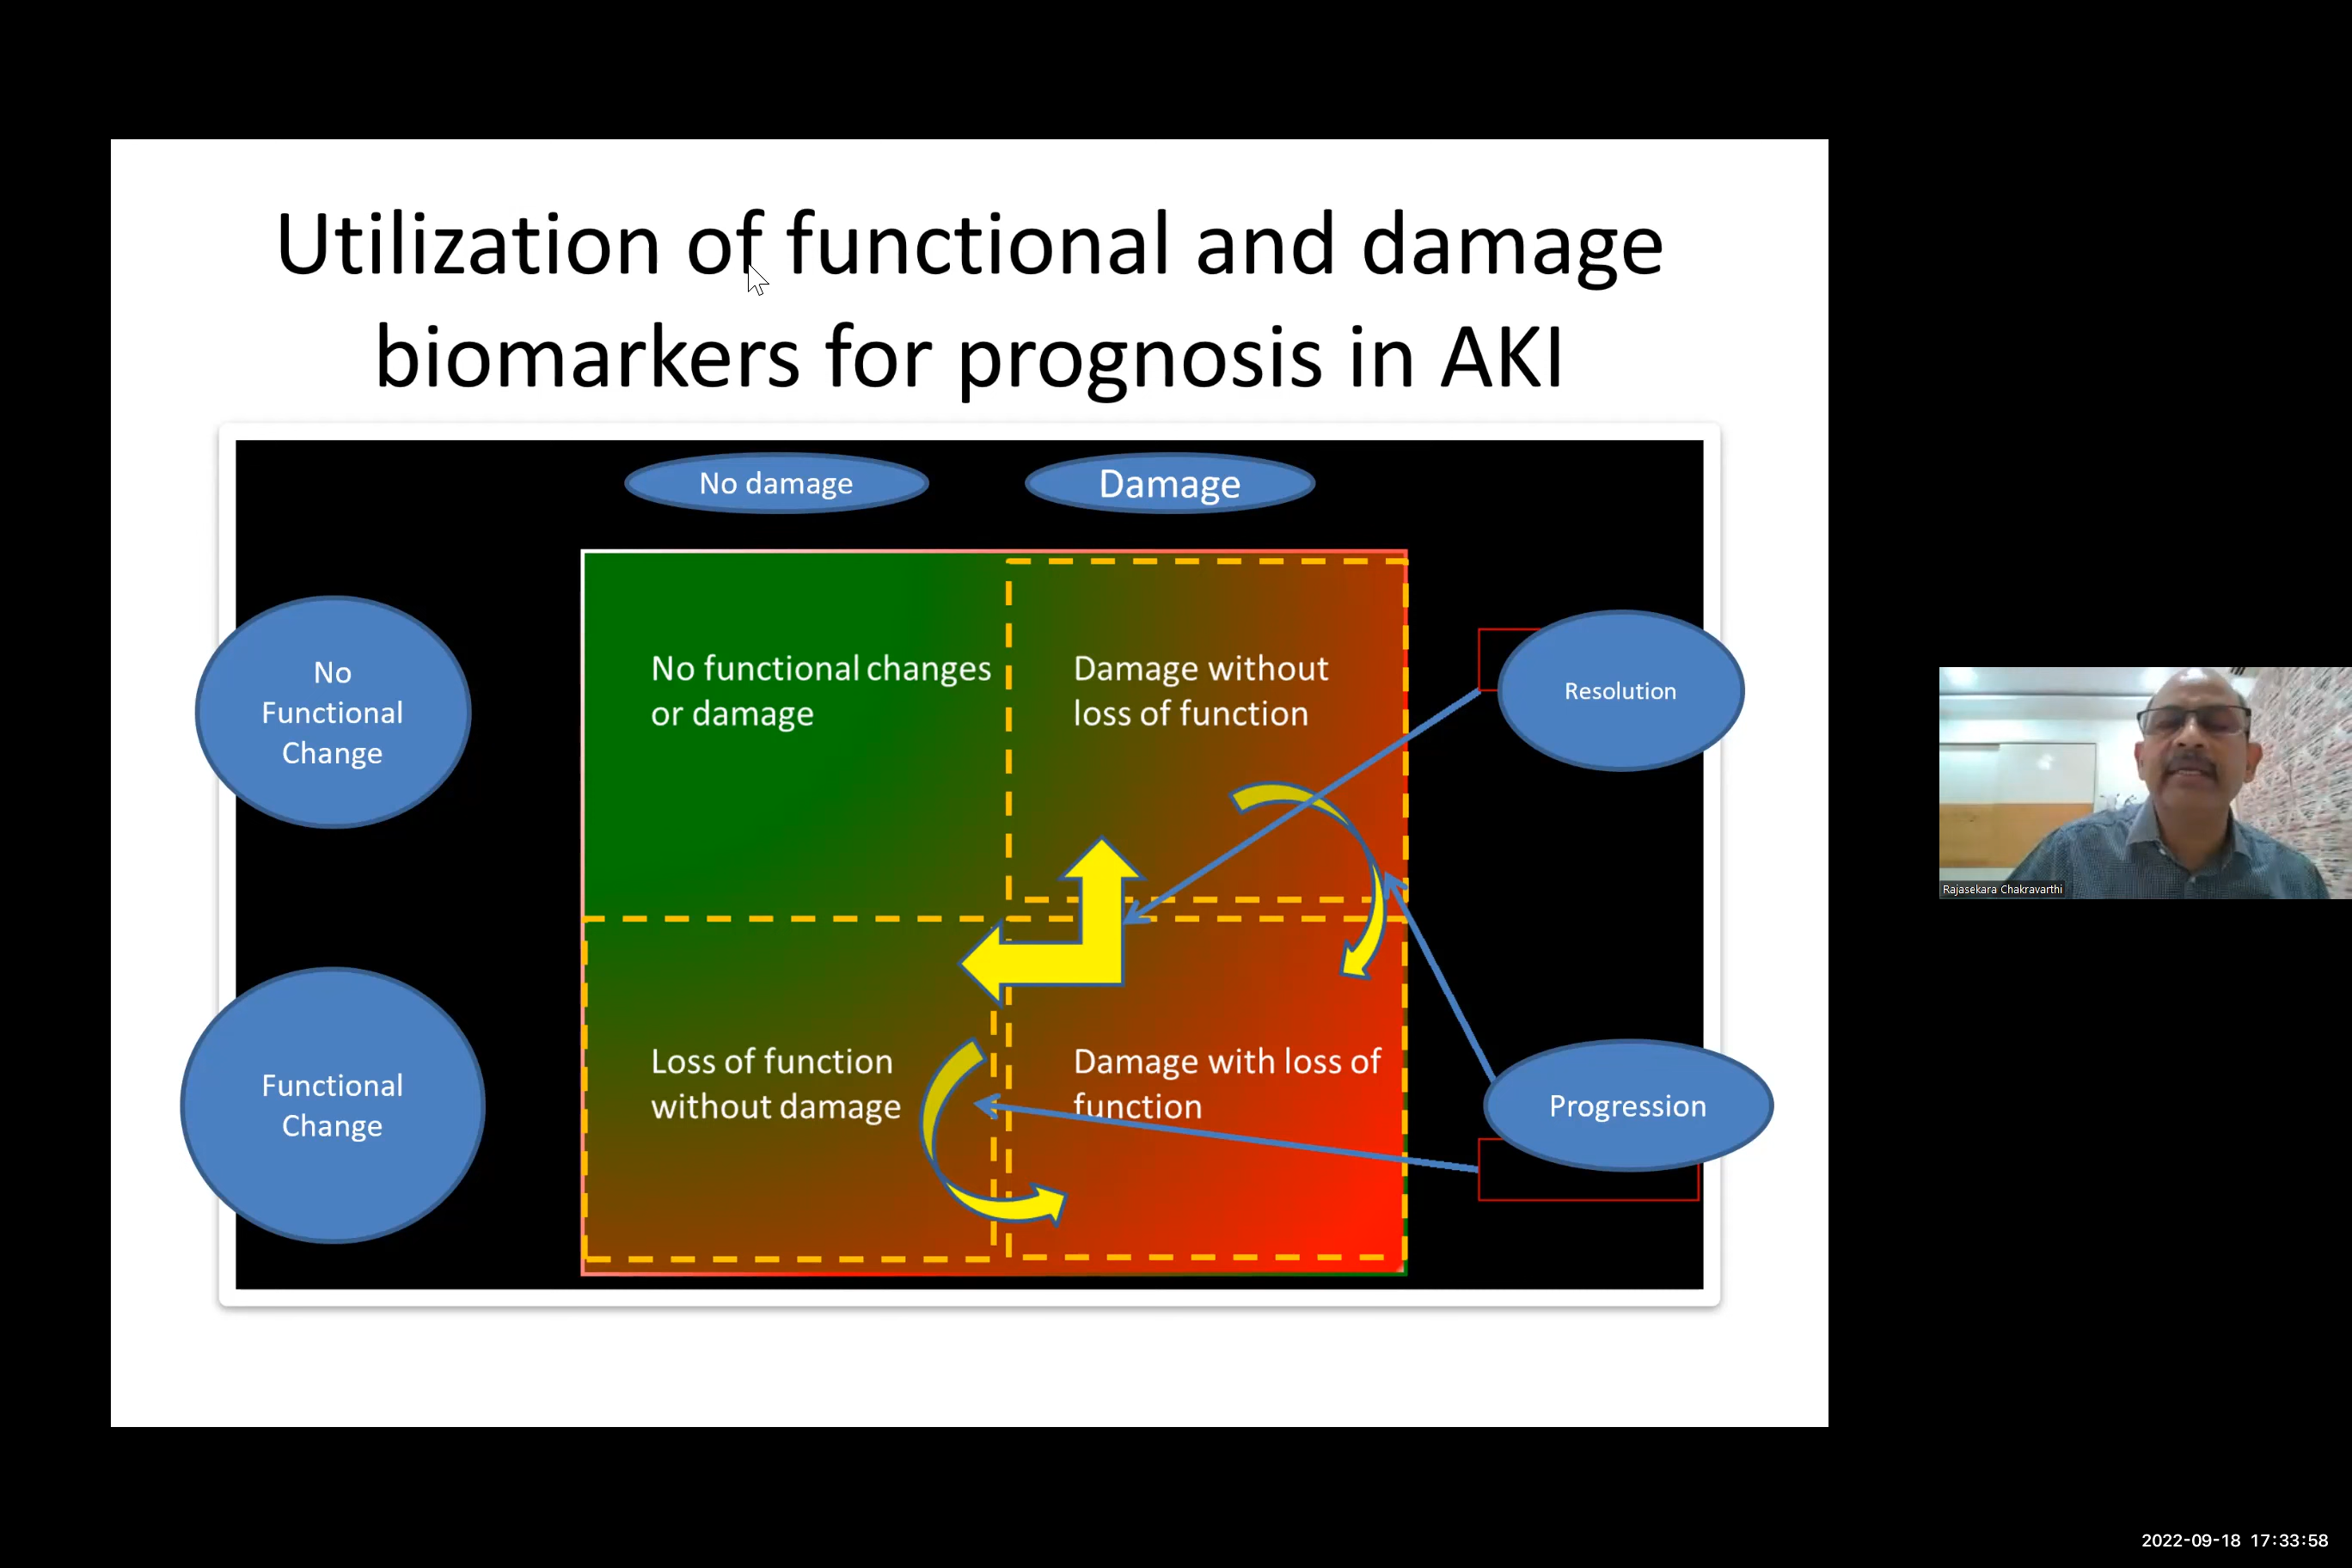 Utilization of functional and damage
biomarkers for prognosis in AKI
No damage
Damage
No
Functional
Change
No functional changes
or damage
Damage without
loss of function
Resolution
Functional
Change
Loss of function
without damage
Damage with loss of
function
Progression
Rajasekara Chakravarthi
2022-09-18 17:33:58